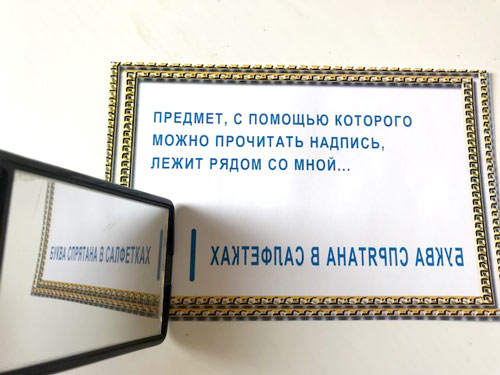 ПРЕДМЕТ, С ПОМОЩЬЮ КОТОРОГО
МОЖНО ПРОЧИТАТЬ НАДПИСЬ,
ЛЕЖИТ РЯДОМ СО МНОЙ...
БУКВА СПРЯТАНА В САЛФЕТКАХ
БУКВА СПРЯТАНА В САЛФЕТКАХ